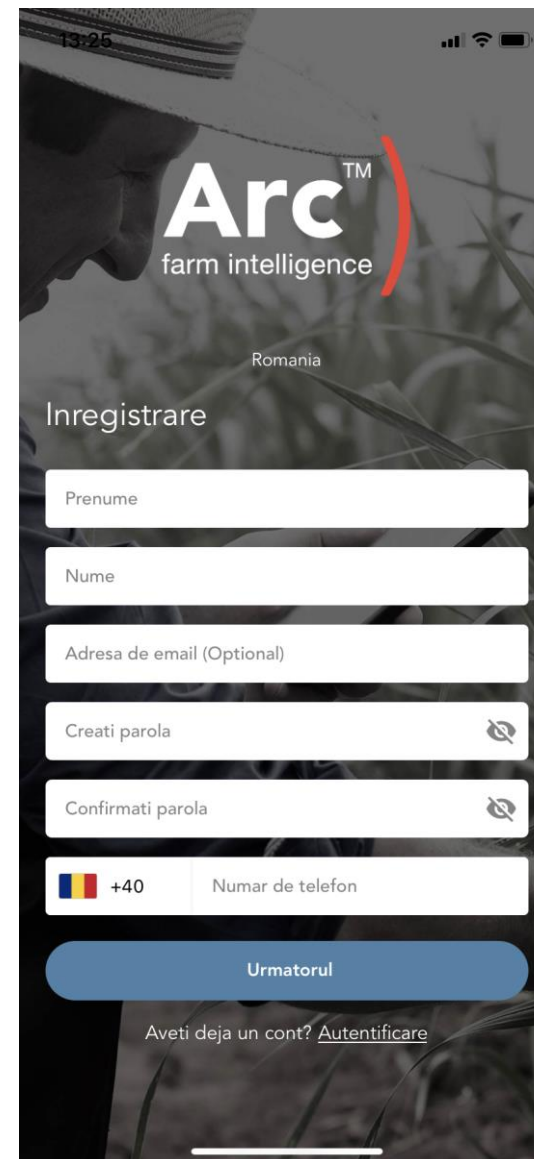 13:25
Arc™
farm intelligence
Romania
Inregistrare
Prenume
Nume
Adresa de email (Optional)
Creati parola
Confirmati parola
+40 Numar de telefon
Urmatorul
Aveti deja un cont? Autentificare